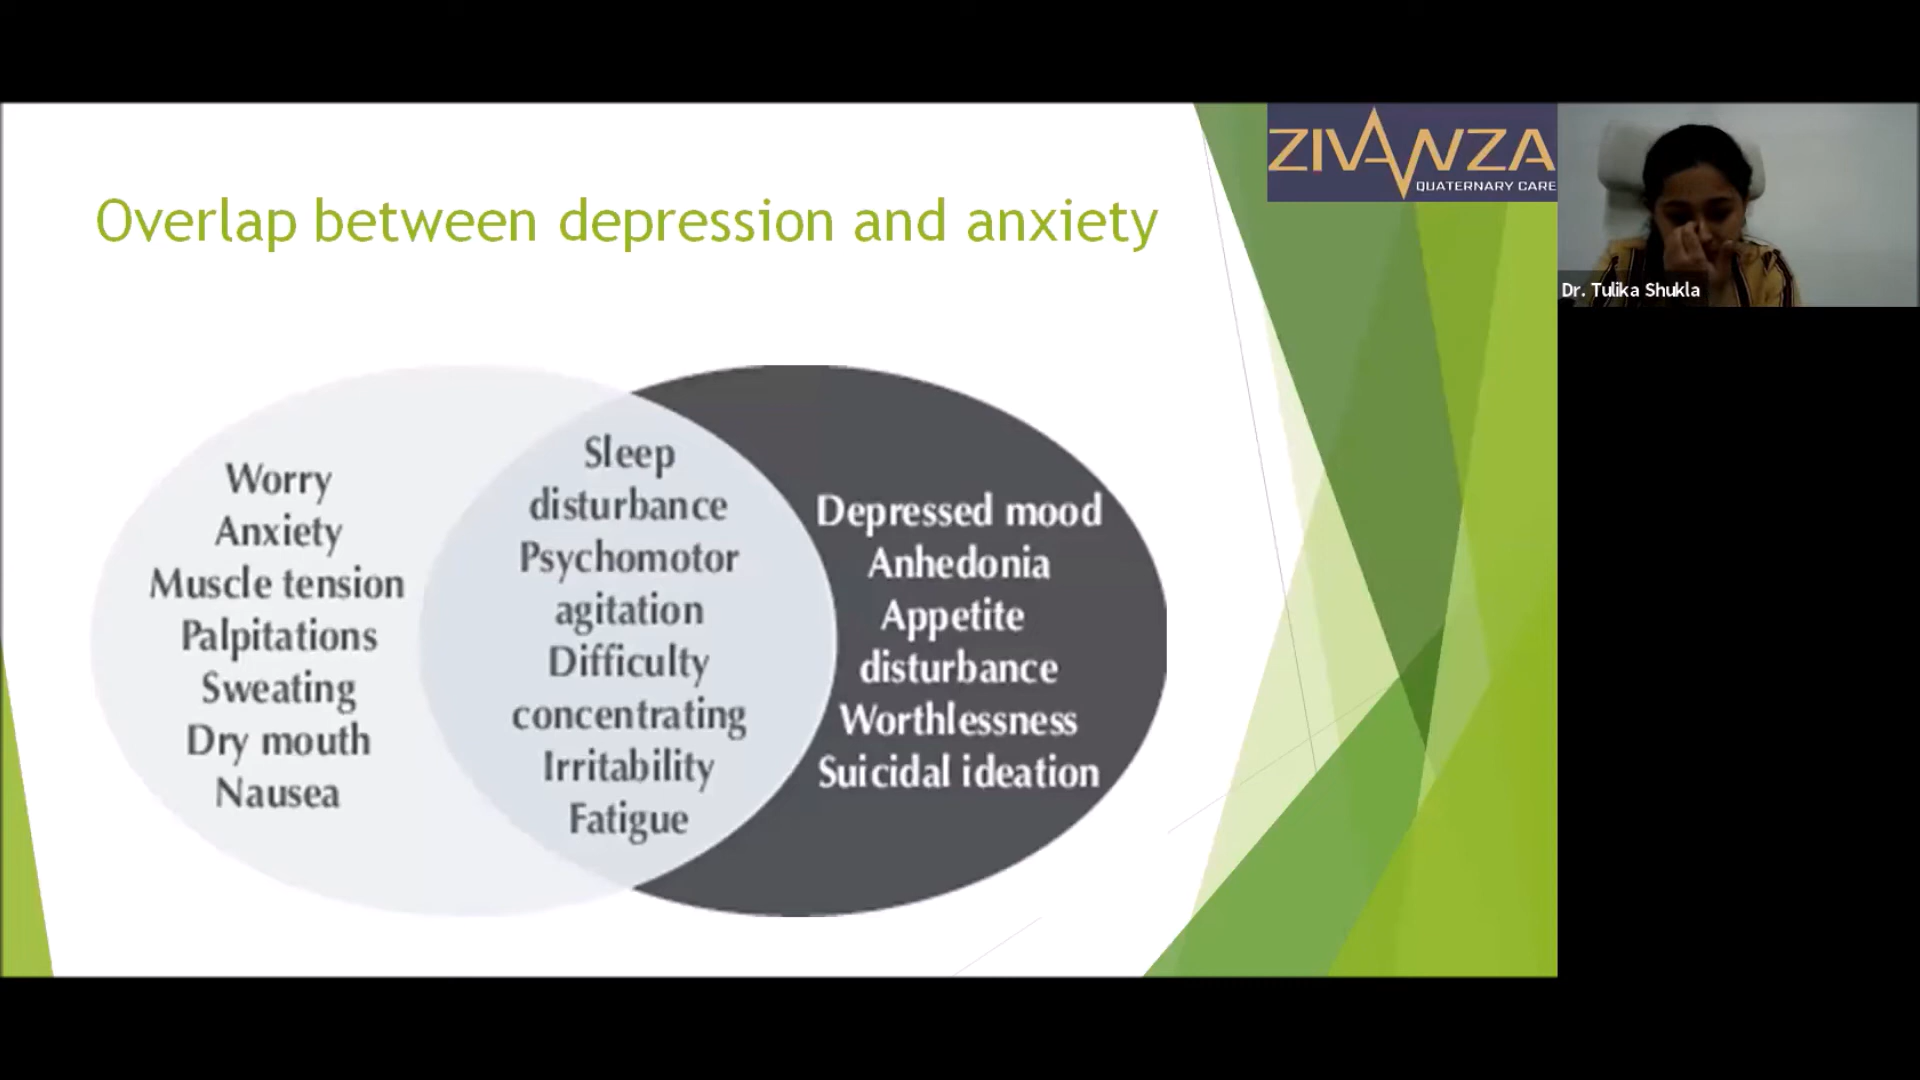 Overlap between depression and anxiety
ZIVANZA
QUATERNARY CARE
Dr. Tulika Shukla
Worry
Anxiety
Muscle tension
Palpitations
Sweating
Dry mouth
Nausea
Sleep
disturbance
Psychomotor
agitation
Difficulty
concentrating
Irritability
Fatigue
Depressed mood
Anhedonia
Appetite
disturbance
Worthlessness
Suicidal ideation